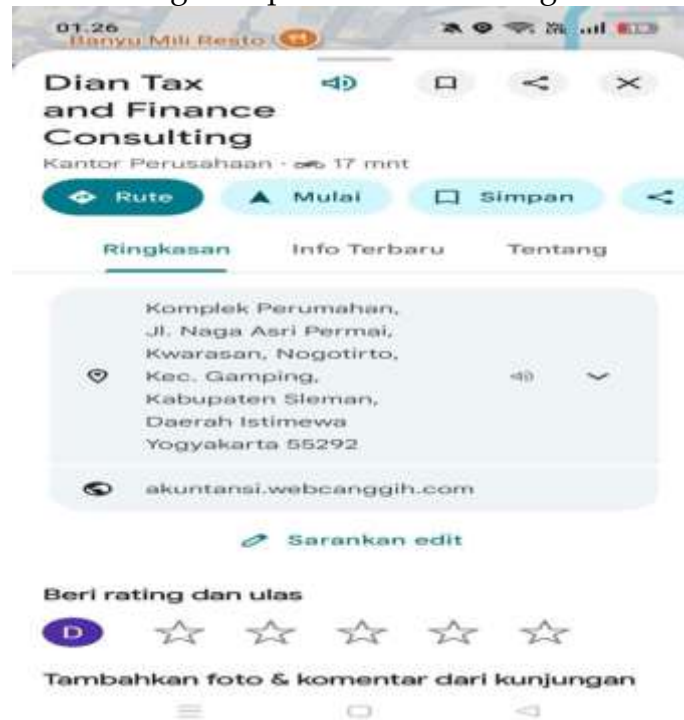 01.26
Banyu Mili Resto
Dian Tax
and Finance
Consulting
Kantor Perusahaan · 17 mnt
Rute
Mulai
Simpan
Ringkasan
Info Terbaru
Tentang
Komplek Perumahan,
Jl. Naga Asri Permai,
Kwarasan, Nogotirto,
Kec. Gamping,
Kabupaten Sleman,
Daerah Istimewa
Yogyakarta 55292
akuntansi.webcanggih.com
Sarankan edit
Beri rating dan ulas
D
Tambahkan foto & komentar dari kunjungan